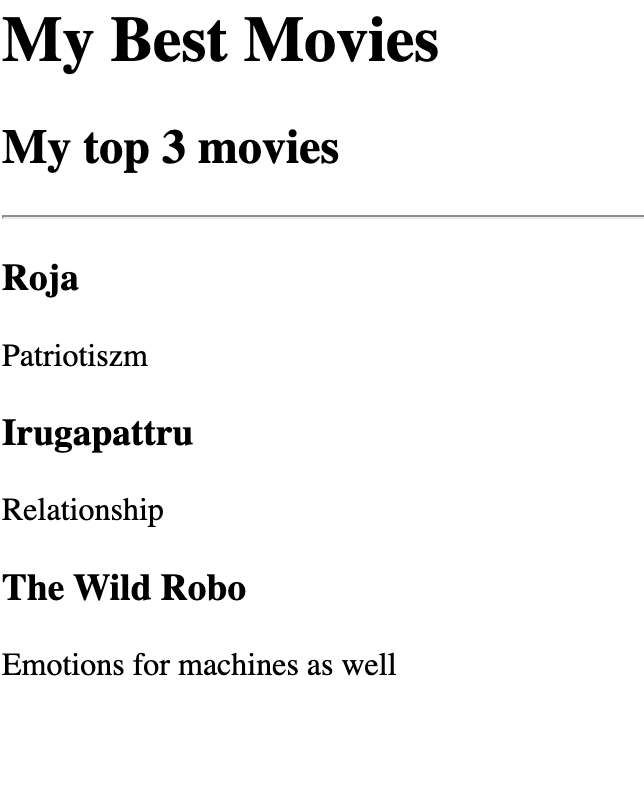 My Best Movies
My top 3 movies
Roja
Patriotiszm
Irugapattru
Relationship
The Wild Robo
Emotions for machines as well